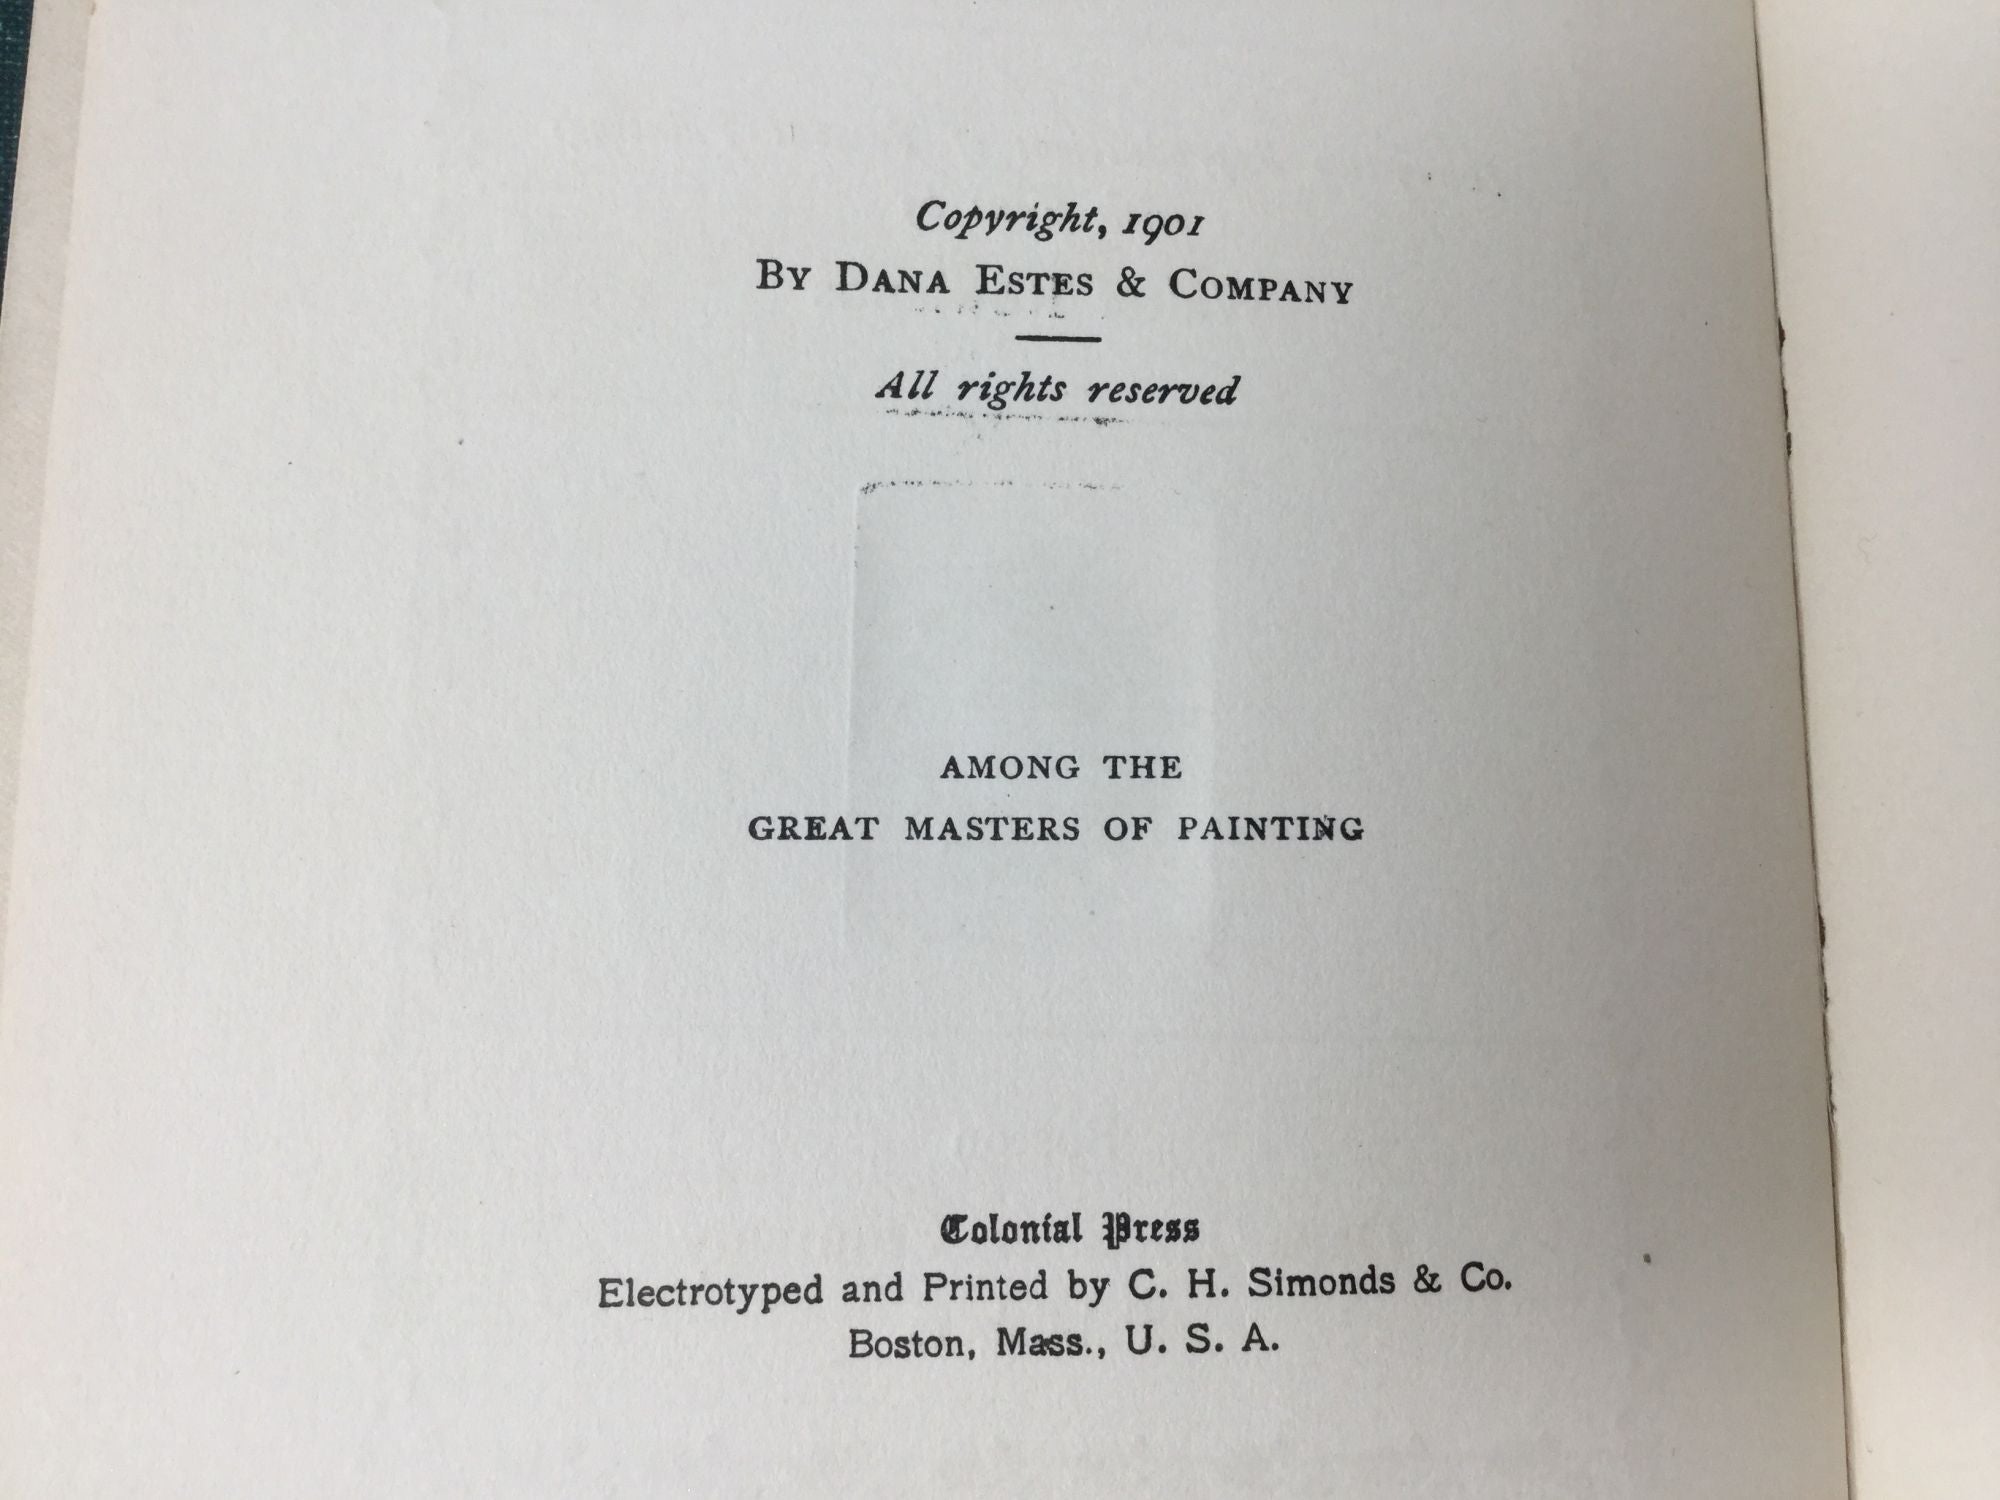 Copyright, 1901
BY DANA ESTES & COMPANY
All rights reserved
AMONG THE
GREAT MASTERS OF PAINTING
Colonial Press
Electrotyped and Printed by C. H. Simonds & Co.
Boston, Mass., U. S. A.